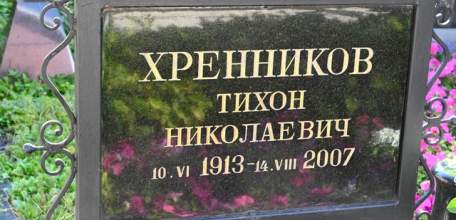 ХРЕННИКОВ
ТИХОН
НИКОЛАЕВИЧ
10.VI 1913-14.VIII 2007